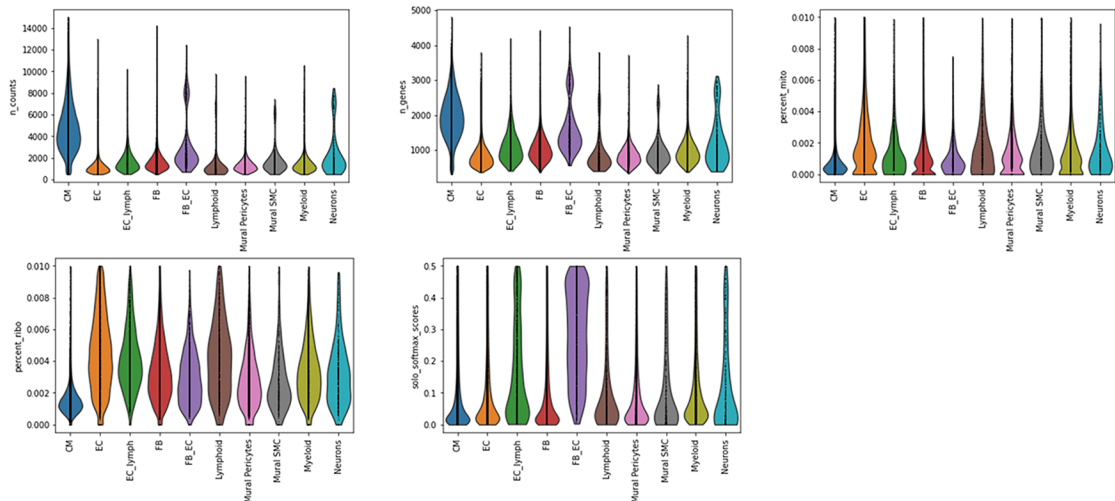 n_counts
14000
12000
10000
8000
6000
4000
2000
0
CM
EC
EC_lymph
FB
FB_EC
Lymphoid
Mural Pericytes
Mural SMC
Myeloid
Neurons
n_genes
5000
4000
3000
2000
1000
CM
EC
EC_lymph
FB
FB_EC
Lymphoid
Mural Pericytes
Mural SMC
Myeloid
Neurons
percent_mito
0.010
0.008
0.006
0.004
0.002
0.000
CM
EC
EC_lymph
FB
FB_EC
Lymphoid
Mural Pericytes
Mural SMC
Myeloid
Neurons
percent_ribo
0.010
0.008
0.006
0.004
0.002
0.000
CM
EC
EC_lymph
FB
FB_EC
Lymphoid
Mural Pericytes
Mural SMC
Myeloid
Neurons
solo_softmax_scores
0.5
0.4
0.3
0.2
0.1
0.0
CM
EC
EC_lymph
FB
FB_EC
Lymphoid
Mural Pericytes
Mural SMC
Myeloid
Neurons